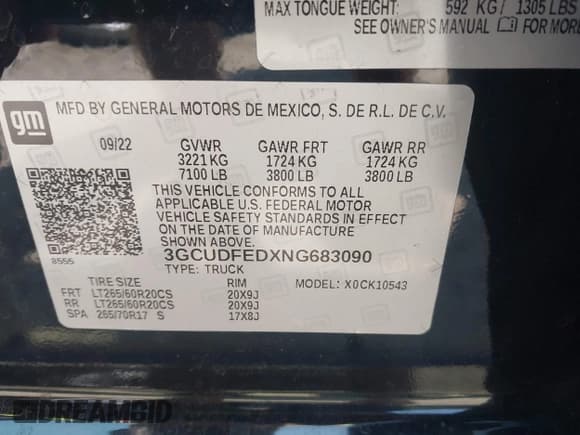 MAX TONGUE WEIGHT: 592 KG / 1305 LBS
SEE OWNER'S MANUAL FOR MORE
gm
MFD BY GENERAL MOTORS DE MEXICO, S. DE R.L. DE C.V.
09/22 GVWR GAWR FRT GAWR RR
3221 KG 1724 KG 1724 KG
7100 LB 3800 LB 3800 LB
THIS VEHICLE CONFORMS TO ALL
APPLICABLE U.S. FEDERAL MOTOR
VEHICLE SAFETY STANDARDS IN EFFECT
ON THE DATE OF MANUFACTURE
SHOWN ABOVE.
8555 3GCUDFEDXNG683090
TYPE: TRUCK
TIRE SIZE RIM MODEL: X0CK10543
FRT LT265/60R20CS 20X9J
RR LT265/60R20CS 20X9J
SPA 265/70R17 S 17X8J
DREAMBID